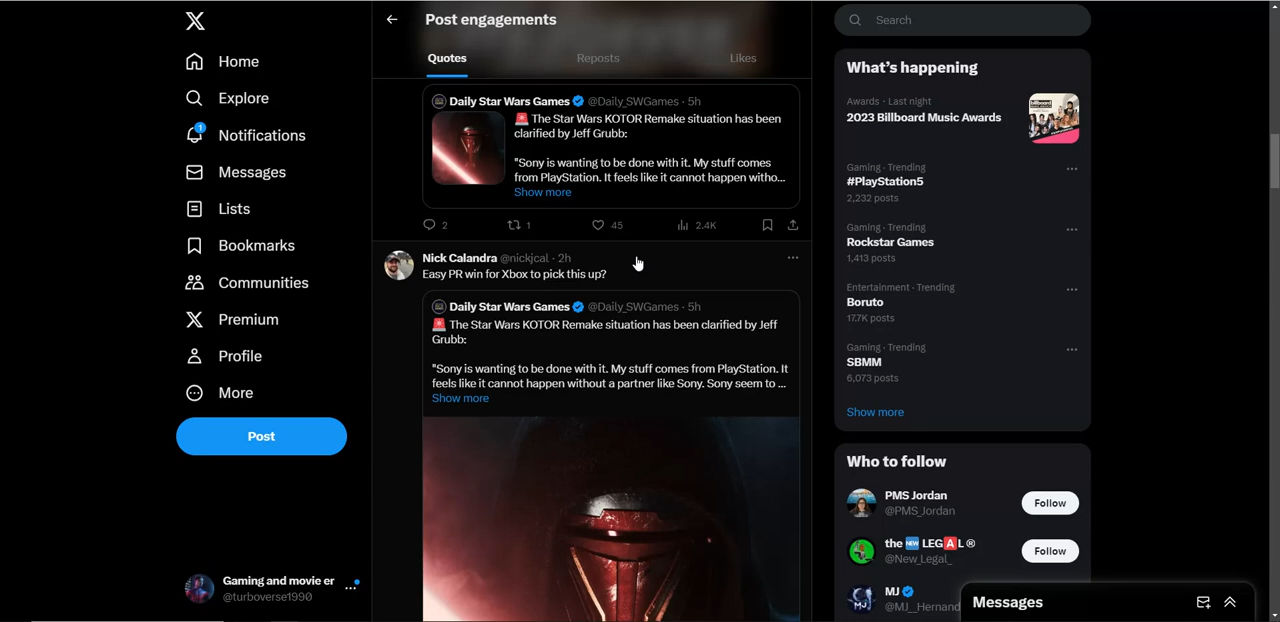 Home
Explore
1
Notifications
Messages
Lists
Bookmarks
Communities
Premium
Profile
More
Post
Gaming and movie er
@turboverse1990
Post engagements
Quotes
Reposts
Likes
Daily Star Wars Games @Daily_SWGames · 5h
🚨 The Star Wars KOTOR Remake situation has been
clarified by Jeff Grubb:
"Sony is wanting to be done with it. My stuff comes
from PlayStation. It feels like it cannot happen witho...
Show more
2
1
45
2.4K
Nick Calandra @nickjcal · 2h
Easy PR win for Xbox to pick this up?
Daily Star Wars Games @Daily_SWGames · 5h
🚨 The Star Wars KOTOR Remake situation has been clarified by Jeff
Grubb:
"Sony is wanting to be done with it. My stuff comes from PlayStation. It
feels like it cannot happen without a partner like Sony. Sony seem to ...
Show more
Search
What's happening
Awards · Last night
2023 Billboard Music Awards
Gaming · Trending
#PlayStation5
2,232 posts
Gaming · Trending
Rockstar Games
1,413 posts
Entertainment · Trending
Boruto
17.7K posts
Gaming · Trending
SBMM
6,073 posts
Show more
Who to follow
PMS Jordan
@PMS_Jordan
Follow
the 🆕 LEG🅰️L ®
@New_Legal_
Follow
MJ
@MJ_Hernand
Messages